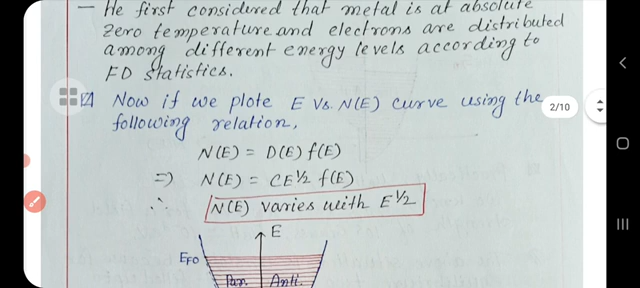 - He first considered that metal is at absolute
Zero temperature and electrons are distributed
among different energy levels according to
FD statistics.
Now if we plote E Vs. N(E) curve using the
2/10
following relation,
N(E) = D(E) f(E)
=) N(E) = CE^1/2 f(E)
∴ N(E) varies with E^1/2
E
EFO
Par. Anti.